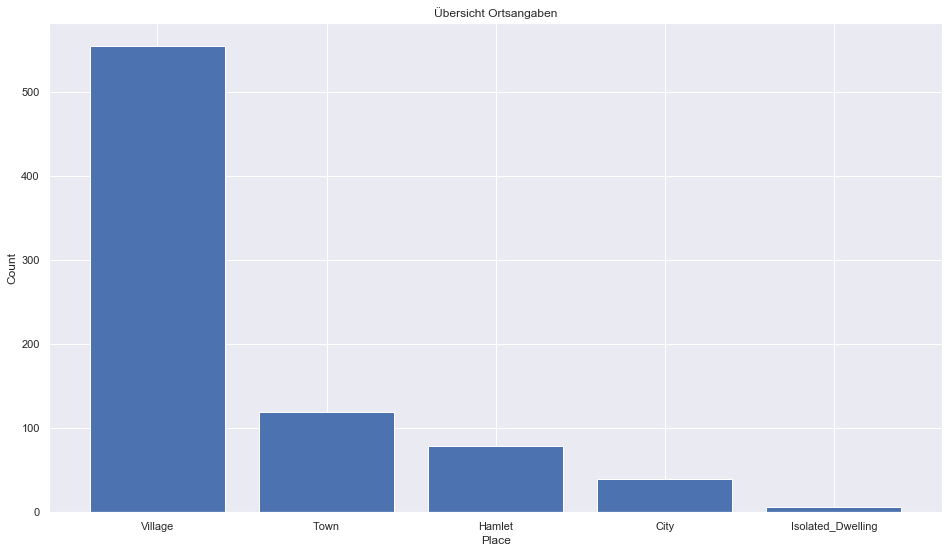 Übersicht Ortsangaben
500
400
300
200
100
0
Count
Village Town Hamlet City Isolated_Dwelling
Place